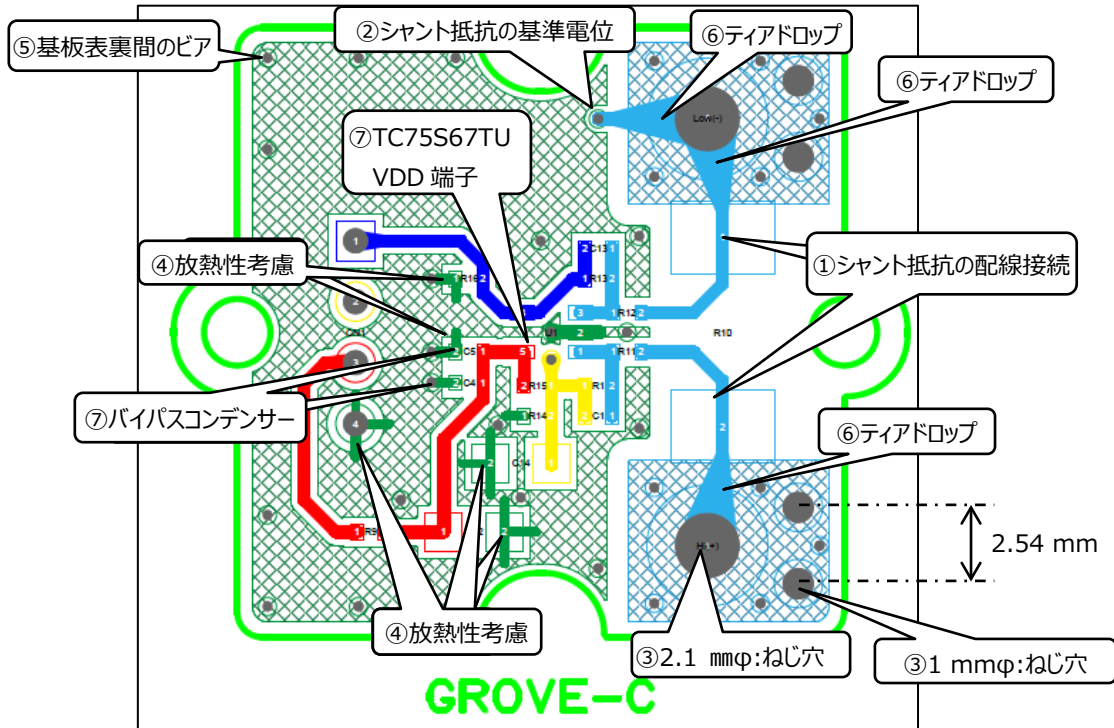 ②シャント抵抗の基準電位
⑥ティアドロップ
⑤基板表裏間のビア
⑥ティアドロップ
Low(-)
⑦TC75S67TU
VDD 端子
④放熱性考慮
①シャント抵抗の配線接続
1
2
CN1
3
4
R16
C13
R13
R12
R10
U1
R11
C5
C4
R15
R14
R9
⑦バイパスコンデンサー
⑥ティアドロップ
2.54 mm
④放熱性考慮
③2.1 mmφ:ねじ穴
③1 mmφ:ねじ穴
GROVE-C